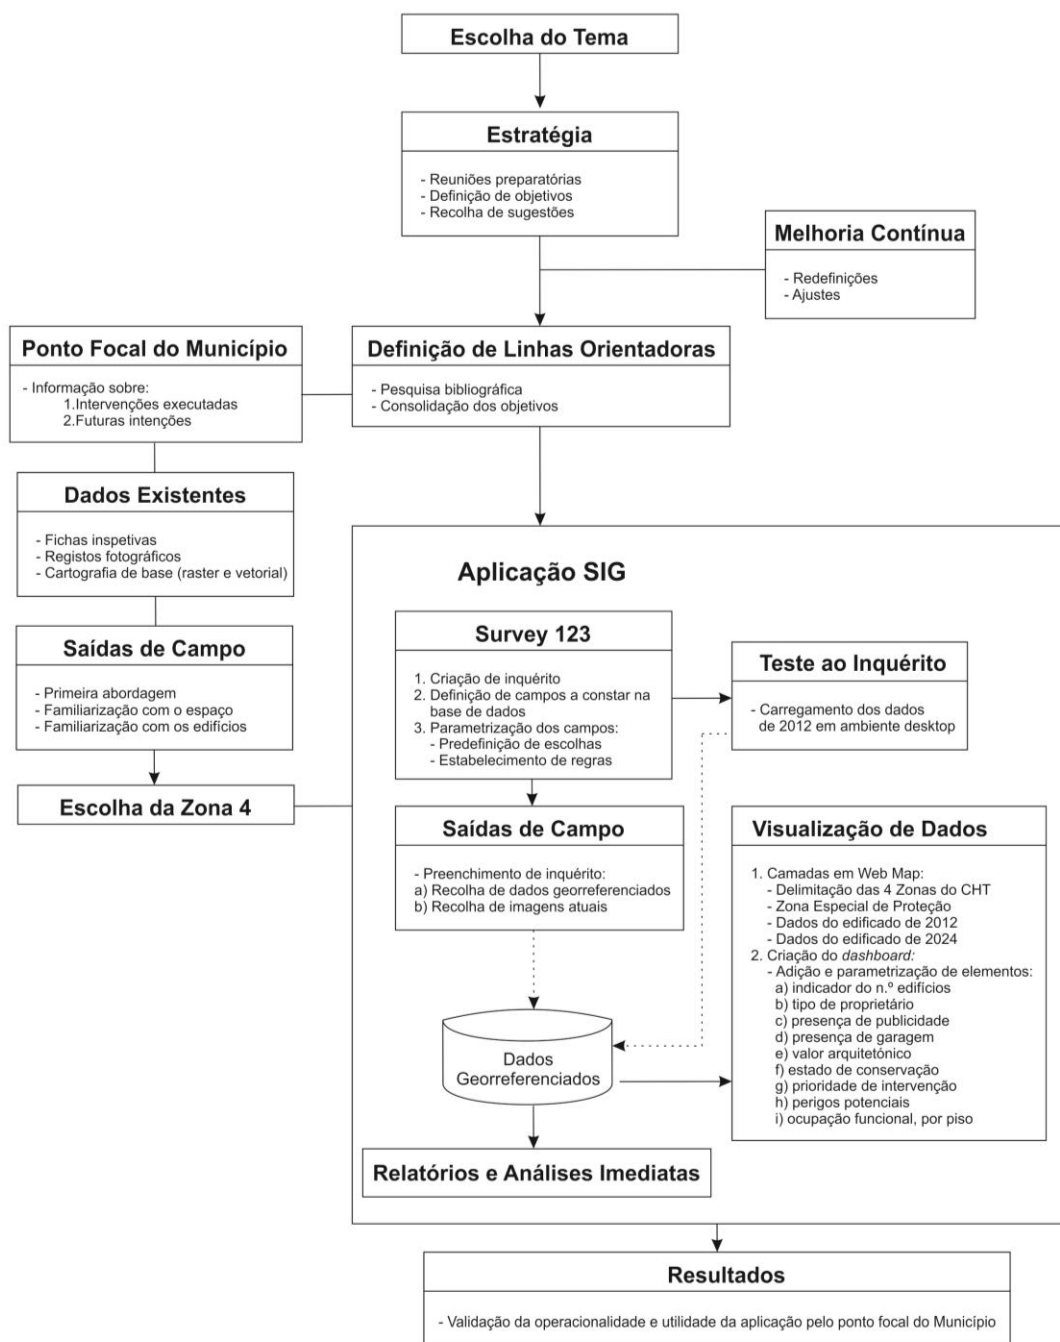 Escolha do Tema
Estratégia
- Reuniões preparatórias
- Definição de objetivos
- Recolha de sugestões
Melhoria Contínua
- Redefinições
- Ajustes
Ponto Focal do Município
- Informação sobre:
1.Intervenções executadas
2.Futuras intenções
Definição de Linhas Orientadoras
- Pesquisa bibliográfica
- Consolidação dos objetivos
Dados Existentes
- Fichas inspetivas
- Registos fotográficos
- Cartografia de base (raster e vetorial)
Saídas de Campo
- Primeira abordagem
- Familiarização com o espaço
- Familiarização com os edifícios
Escolha da Zona 4
Aplicação SIG
Survey 123
1. Criação de inquérito
2. Definição de campos a constar na
base de dados
3. Parametrização dos campos:
- Predefinição de escolhas
- Estabelecimento de regras
Teste ao Inquérito
- Carregamento dos dados
de 2012 em ambiente desktop
Saídas de Campo
- Preenchimento de inquérito:
a) Recolha de dados georreferenciados
b) Recolha de imagens atuais
Visualização de Dados
1. Camadas em Web Map:
- Delimitação das 4 Zonas do CHT
- Zona Especial de Proteção
- Dados do edificado de 2012
- Dados do edificado de 2024
2. Criação do dashboard:
- Adição e parametrização de elementos:
a) indicador do n.º edifícios
b) tipo de proprietário
c) presença de publicidade
d) presença de garagem
e) valor arquitetónico
f) estado de conservação
g) prioridade de intervenção
h) perigos potenciais
i) ocupação funcional, por piso
Dados
Georreferenciados
Relatórios e Análises Imediatas
Resultados
- Validação da operacionalidade e utilidade da aplicação pelo ponto focal do Município